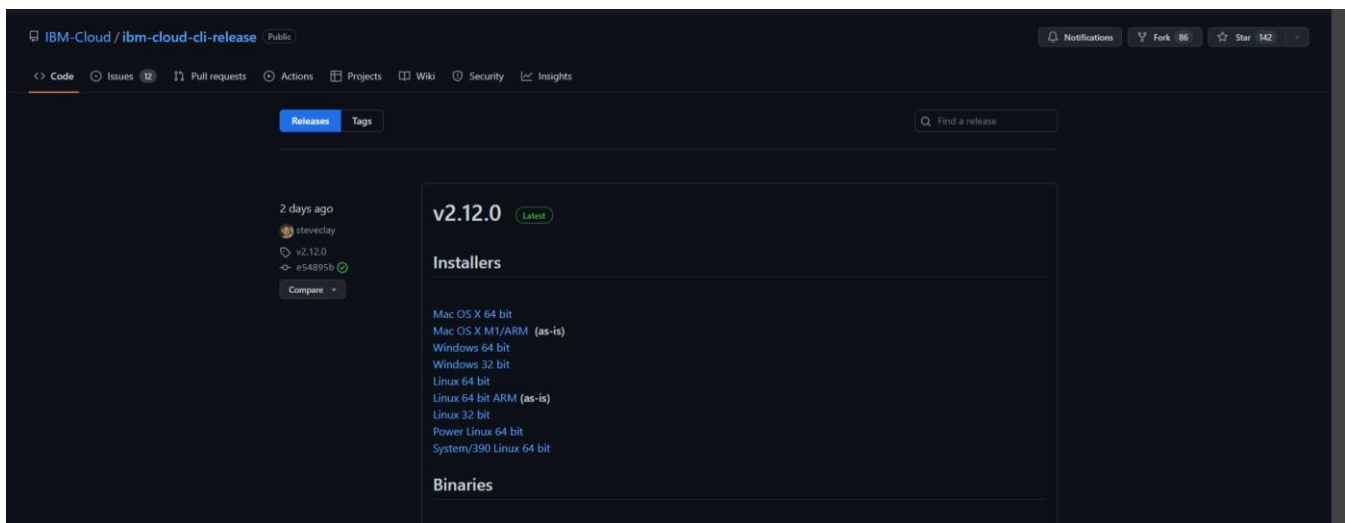 IBM-Cloud / ibm-cloud-cli-release Public Notifications Fork 86 Star 142
<> Code Issues 12 Pull requests Actions Projects Wiki Security Insights
Releases Tags Find a release
2 days ago
steveclay
v2.12.0
e54895b
Compare
v2.12.0 Latest
Installers
Mac OS X 64 bit
Mac OS X M1/ARM (as-is)
Windows 64 bit
Windows 32 bit
Linux 64 bit
Linux 64 bit ARM (as-is)
Linux 32 bit
Power Linux 64 bit
System/390 Linux 64 bit
Binaries